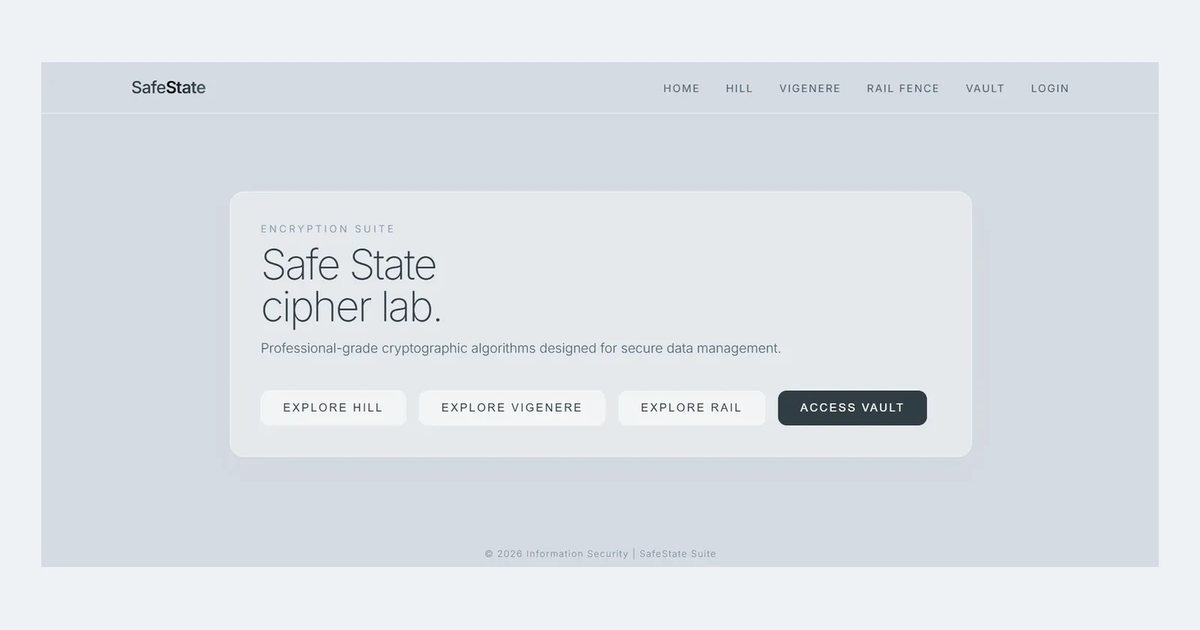 SafeState
HOME HILL VIGENERE RAIL FENCE VAULT LOGIN
ENCRYPTION SUITE
Safe State
cipher lab.
Professional-grade cryptographic algorithms designed for secure data management.
EXPLORE HILL EXPLORE VIGENERE EXPLORE RAIL ACCESS VAULT
© 2026 Information Security | SafeState Suite